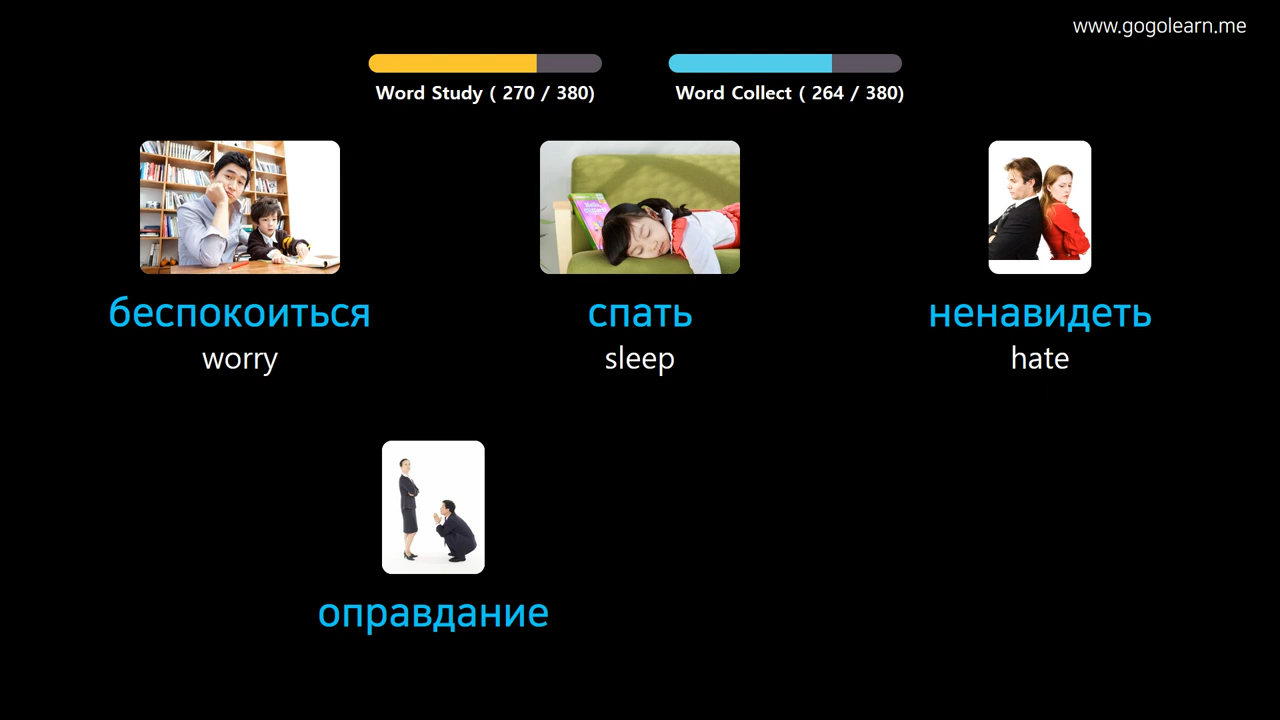 www.gogolearn.me
Word Study ( 270 / 380)
Word Collect ( 264 / 380)
беспокоиться
worry
спать
sleep
ненавидеть
hate
оправдание